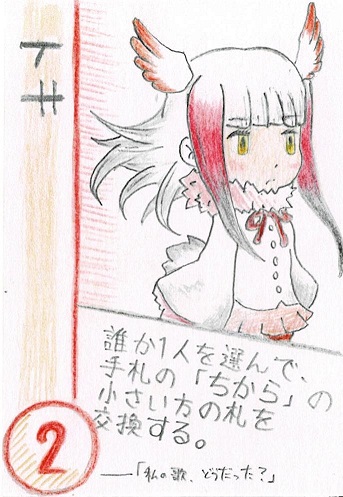 トキ
誰か1人を選んで、
手札の「ちから」の
小さい方の札を
交換する。
2
――「私の歌、どうだった?」